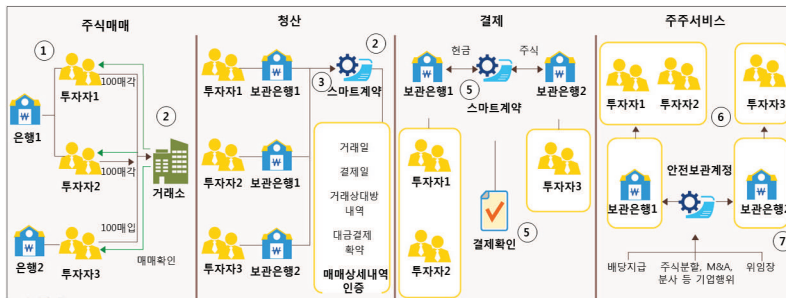 주식매매
청산
결제
주주서비스
1
투자자1
100매각
은행1
2
투자자2
100매각
거래소
100매입
은행2
투자자3
매매확인
투자자1
보관은행1
3
2
스마트계약
투자자2
보관은행1
투자자3
보관은행2
거래일
결제일
거래상대방
내역
대금결제
확약
매매상세내역
인증
현금
주식
보관은행1
5
스마트계약
보관은행2
투자자1
투자자2
투자자3
결제확인
5
투자자1
투자자2
투자자3
6
안전보관계정
보관은행1
보관은행2
7
배당지급
주식분할, M&A,
분사 등 기업행위
위임장